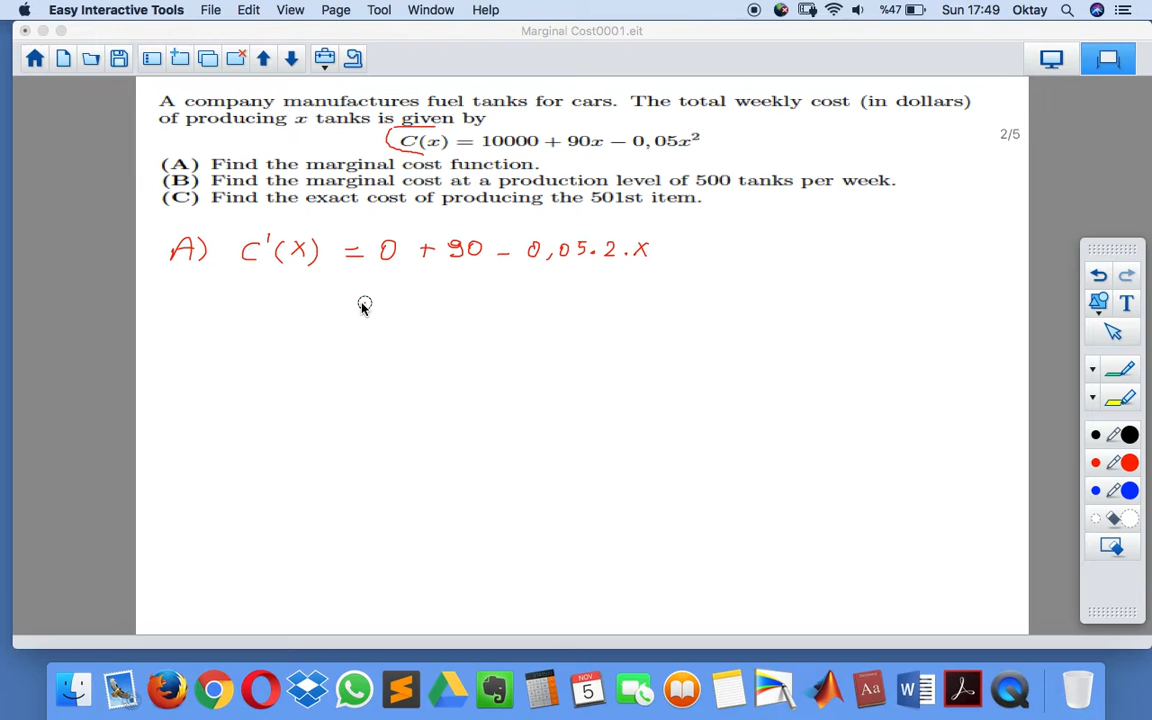 Easy Interactive Tools File Edit View Page Tool Window Help %47 Sun 17:49 Oktay
Marginal Cost0001.eit
A company manufactures fuel tanks for cars. The total weekly cost (in dollars)
of producing x tanks is given by
C(x) = 10000 + 90x − 0,05x²
2/5
(A) Find the marginal cost function.
(B) Find the marginal cost at a production level of 500 tanks per week.
(C) Find the exact cost of producing the 501st item.
A) C'(X) = 0 + 90 - 0,05.2.X
T
NOV
5
Aa
W